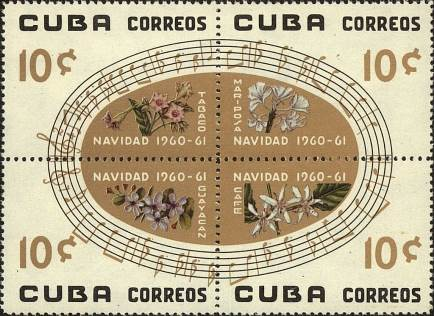 CUBA CORREOS
10¢
TABACO
NAVIDAD 1960-61
CUBA CORREOS
10¢
MARIPOSA
NAVIDAD 1960-61
NAVIDAD 1960-61
GUAYACAN
10¢
CUBA CORREOS
NAVIDAD 1960-61
CAFE
10¢
CUBA CORREOS